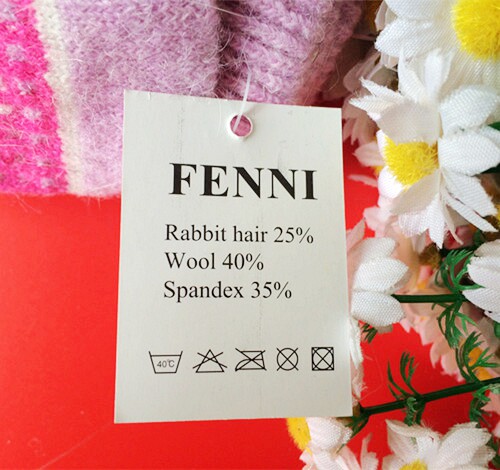 FENNI
Rabbit hair 25%
Wool 40%
Spandex 35%
40℃